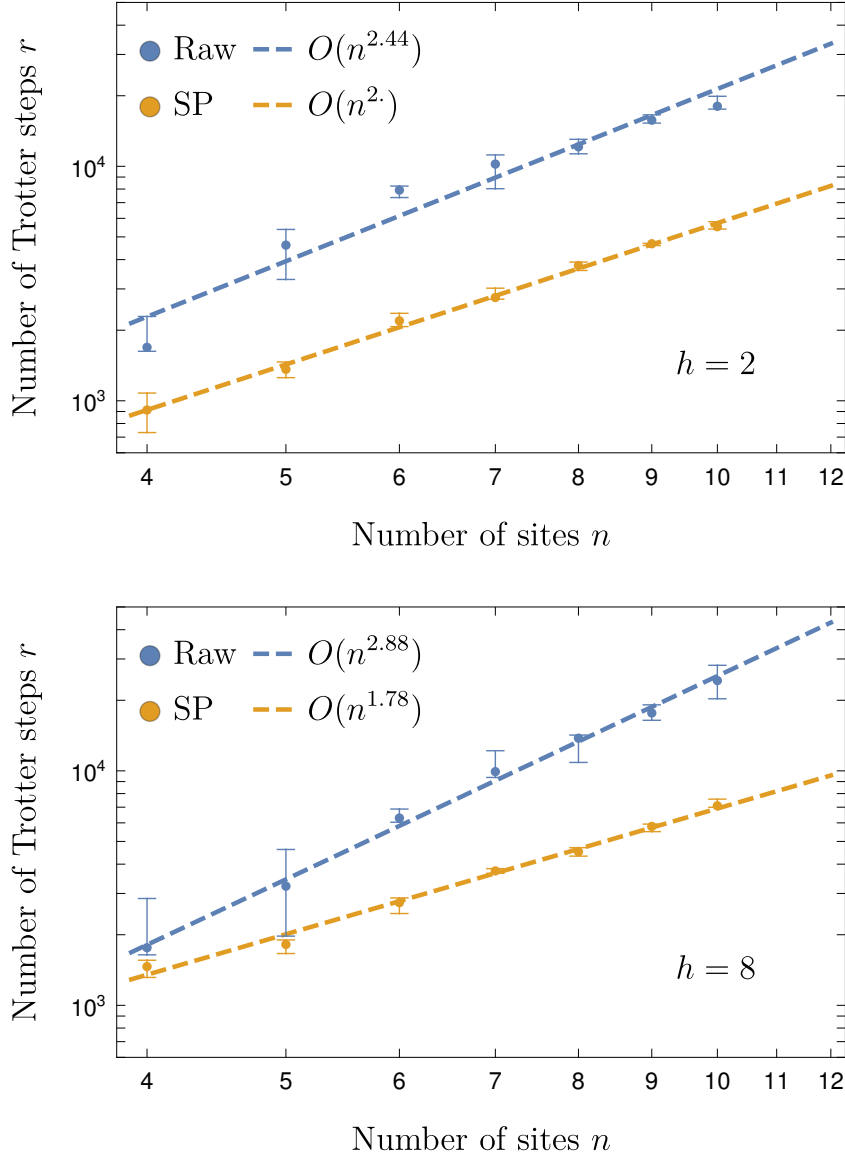 Raw O(n^{2.44})
SP O(n^{2.})
10^4
10^3
Number of Trotter steps r
h = 2
4 5 6 7 8 9 10 11 12
Number of sites n
Raw O(n^{2.88})
SP O(n^{1.78})
10^4
10^3
Number of Trotter steps r
h = 8
4 5 6 7 8 9 10 11 12
Number of sites n